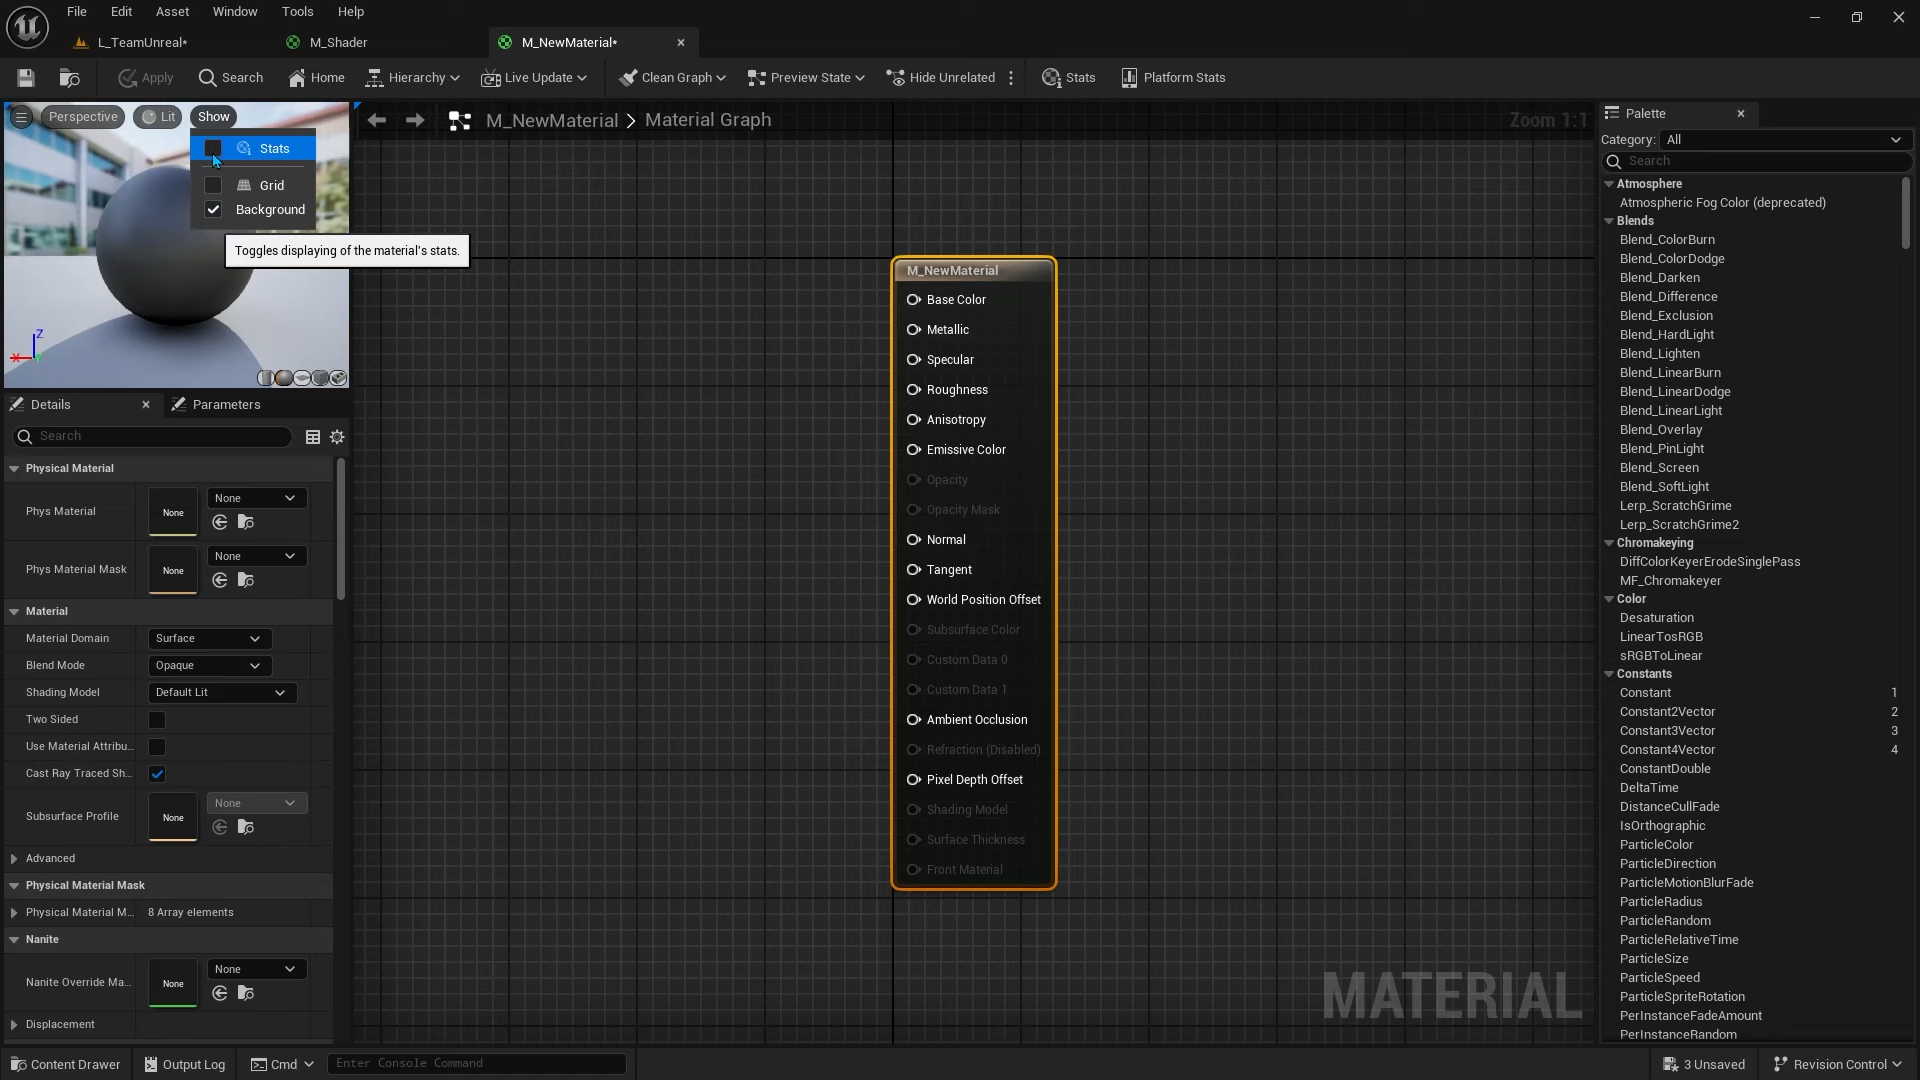 File Edit Asset Window Tools Help
L_TeamUnreal* M_Shader M_NewMaterial*
Apply Search Home Hierarchy Live Update Clean Graph Preview State Hide Unrelated Stats Platform Stats
Perspective Lit Show
Stats
Grid
Background
Toggles displaying of the material's stats.
Z
X
M_NewMaterial > Material Graph
Zoom 1:1
M_NewMaterial
Base Color
Metallic
Specular
Roughness
Anisotropy
Emissive Color
Opacity
Opacity Mask
Normal
Tangent
World Position Offset
Subsurface Color
Custom Data 0
Custom Data 1
Ambient Occlusion
Refraction (Disabled)
Pixel Depth Offset
Shading Model
Surface Thickness
Front Material
MATERIAL
Details Parameters
Search
Physical Material
Phys Material None None
Phys Material Mask None None
Material
Material Domain Surface
Blend Mode Opaque
Shading Model Default Lit
Two Sided
Use Material Attribu...
Cast Ray Traced Sh...
Subsurface Profile None None
Advanced
Physical Material Mask
Physical Material M... 8 Array elements
Nanite
Nanite Override Ma... None None
Displacement
Palette
Category: All
Search
Atmosphere
Atmospheric Fog Color (deprecated)
Blends
Blend_ColorBurn
Blend_ColorDodge
Blend_Darken
Blend_Difference
Blend_Exclusion
Blend_HardLight
Blend_Lighten
Blend_LinearBurn
Blend_LinearDodge
Blend_LinearLight
Blend_Overlay
Blend_PinLight
Blend_Screen
Blend_SoftLight
Lerp_ScratchGrime
Lerp_ScratchGrime2
Chromakeying
DiffColorKeyerErodeSinglePass
MF_Chromakeyer
Color
Desaturation
LinearTosRGB
sRGBToLinear
Constants
Constant 1
Constant2Vector 2
Constant3Vector 3
Constant4Vector 4
ConstantDouble
DeltaTime
DistanceCullFade
IsOrthographic
ParticleColor
ParticleDirection
ParticleMotionBlurFade
ParticleRadius
ParticleRandom
ParticleRelativeTime
ParticleSize
ParticleSpeed
ParticleSpriteRotation
PerInstanceFadeAmount
PerInstanceRandom
Content Drawer Output Log Cmd Enter Console Command 3 Unsaved Revision Control